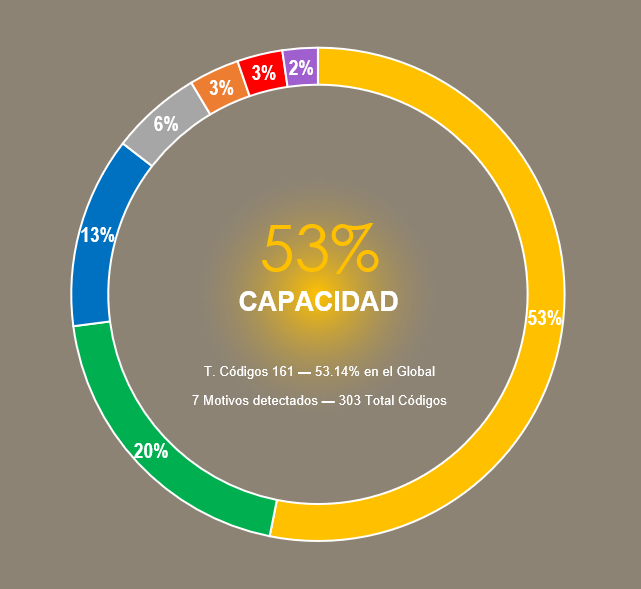 2%
3%
3%
6%
13%
53%
CAPACIDAD
53%
T. Códigos 161 — 53.14% en el Global
7 Motivos detectados — 303 Total Códigos
20%